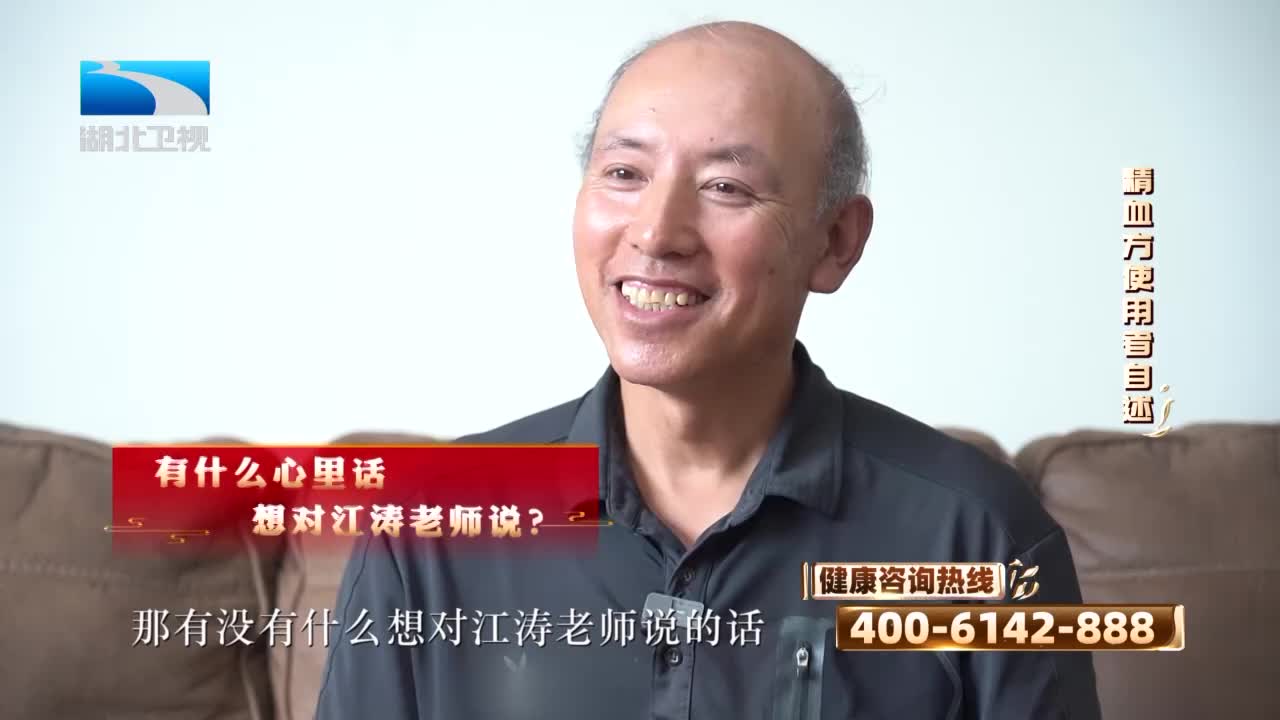 湖北卫视
精血方使用者自述
有什么心里话
想对江涛老师说?
健康咨询热线
400-6142-888
那有没有什么想对江涛老师说的话